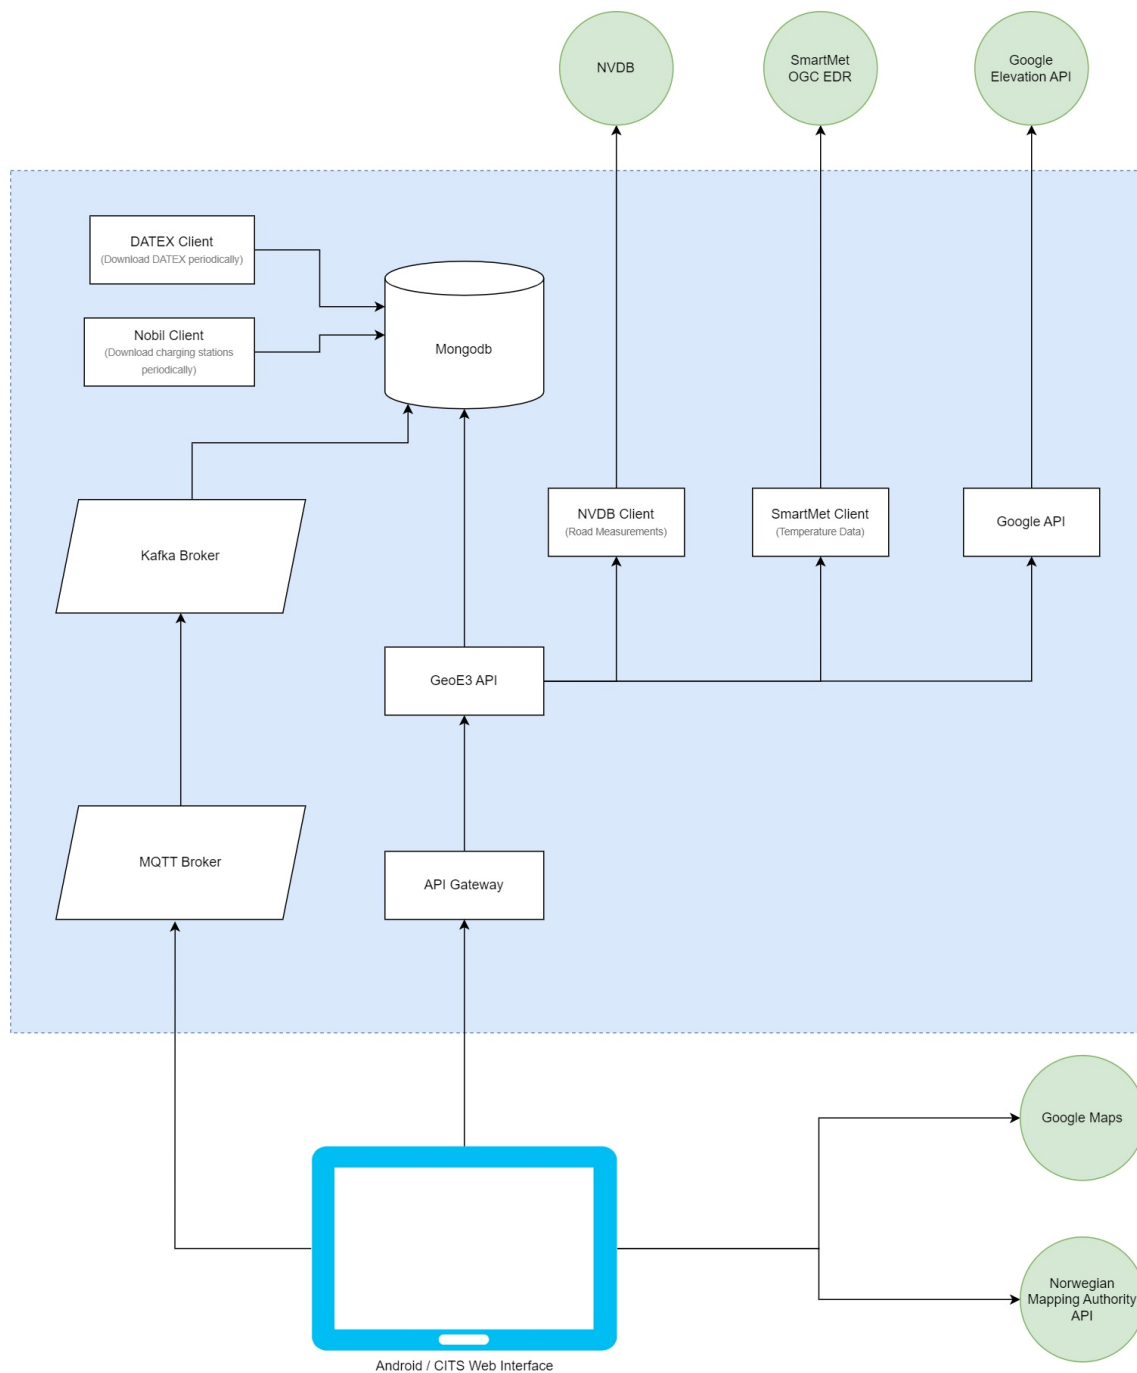 NVDB
SmartMet
OGC EDR
Google
Elevation API
DATEX Client
(Download DATEX periodically)
Nobil Client
(Download charging stations
periodically)
Mongodb
Kafka Broker
NVDB Client
(Road Measurements)
SmartMet Client
(Temperature Data)
Google API
GeoE3 API
MQTT Broker
API Gateway
Google Maps
Norwegian
Mapping Authority
API
Android / CITS Web Interface